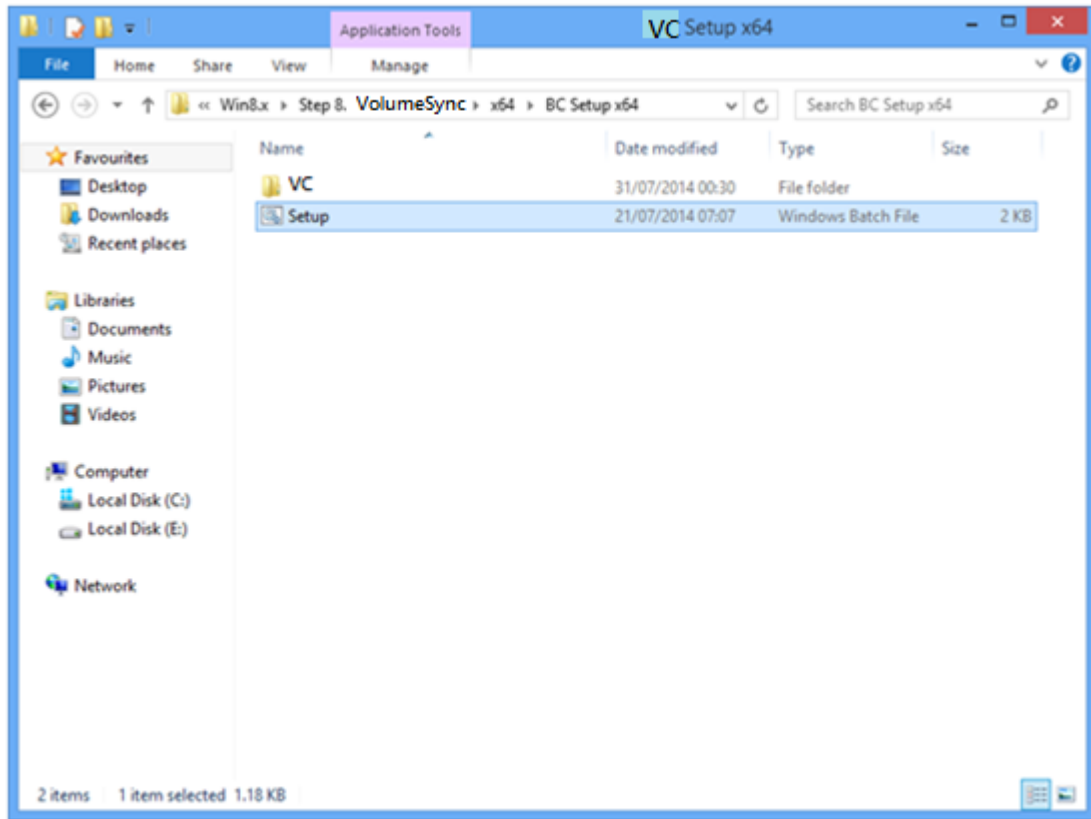 Application Tools
VC Setup x64
File Home Share View Manage
« Win8.x Step 8. VolumeSync x64 BC Setup x64
Search BC Setup x64
Name Date modified Type Size
VC 31/07/2014 00:30 File folder
Setup 21/07/2014 07:07 Windows Batch File 2 KB
Favourites
Desktop
Downloads
Recent places
Libraries
Documents
Music
Pictures
Videos
Computer
Local Disk (C:)
Local Disk (E:)
Network
2 items 1 item selected 1.18 KB